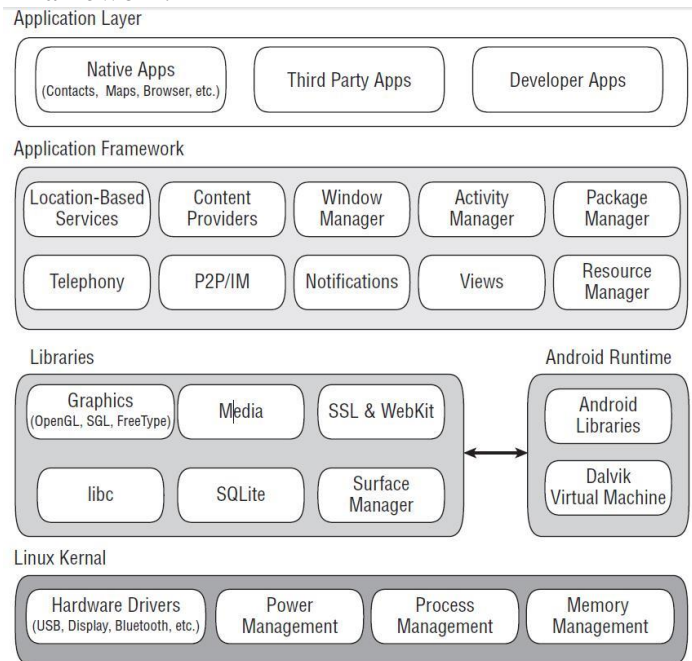 Application Layer
Native Apps
(Contacts, Maps, Browser, etc.)
Third Party Apps
Developer Apps
Application Framework
Location-Based
Services
Content
Providers
Window
Manager
Activity
Manager
Package
Manager
Telephony
P2P/IM
Notifications
Views
Resource
Manager
Libraries
Graphics
(OpenGL, SGL, FreeType)
Media
SSL & WebKit
libc
SQLite
Surface
Manager
Android Runtime
Android
Libraries
Dalvik
Virtual Machine
Linux Kernal
Hardware Drivers
(USB, Display, Bluetooth, etc.)
Power
Management
Process
Management
Memory
Management